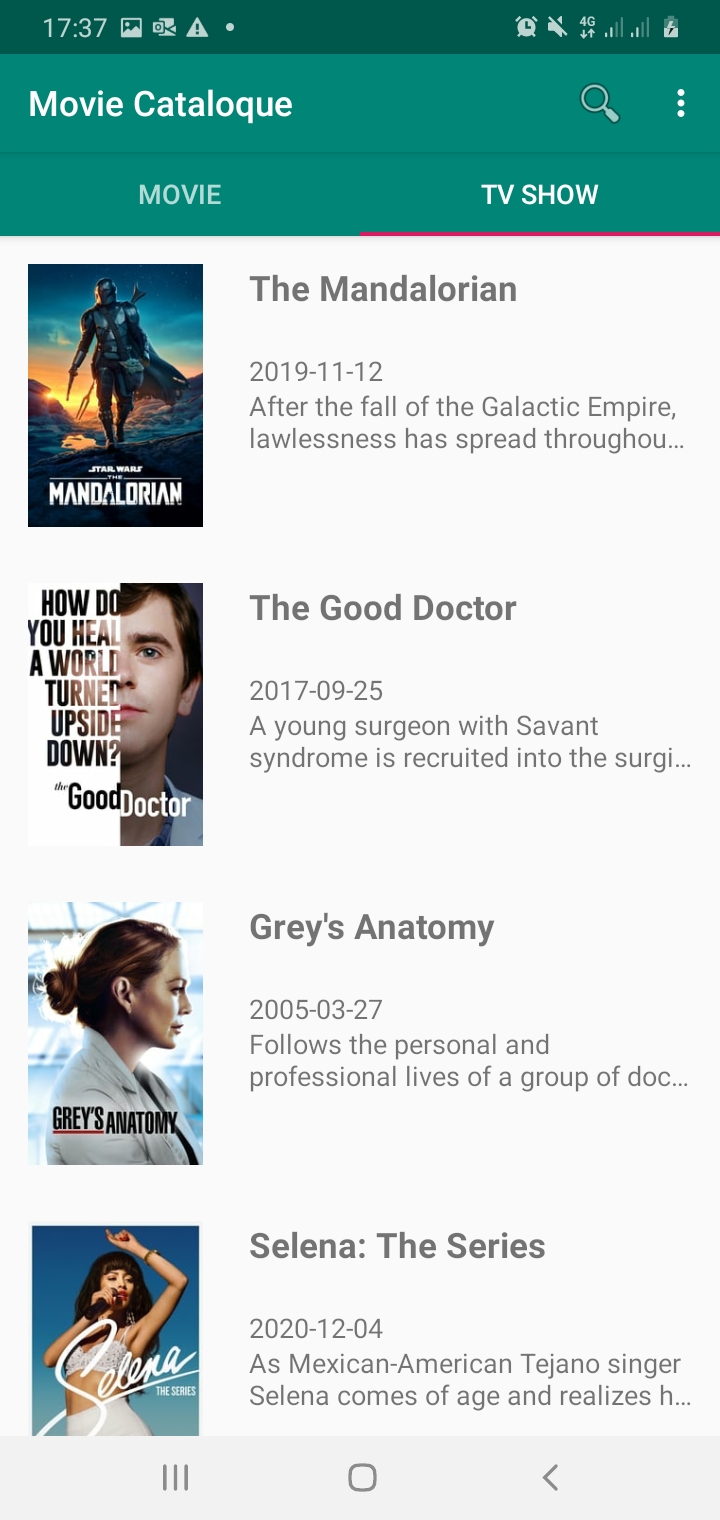 17:37
4G
Movie Cataloque
MOVIE
TV SHOW
STAR WARS
THE
MANDALORIAN
The Mandalorian
2019-11-12
After the fall of the Galactic Empire,
lawlessness has spread throughou…
HOW DO
YOU HEAL
A WORLD
TURNED
UPSIDE
DOWN?
the Good Doctor
The Good Doctor
2017-09-25
A young surgeon with Savant
syndrome is recruited into the surgi…
GREY'S ANATOMY
Grey's Anatomy
2005-03-27
Follows the personal and
professional lives of a group of doc…
Selena
THE SERIES
Selena: The Series
2020-12-04
As Mexican-American Tejano singer
Selena comes of age and realizes h…